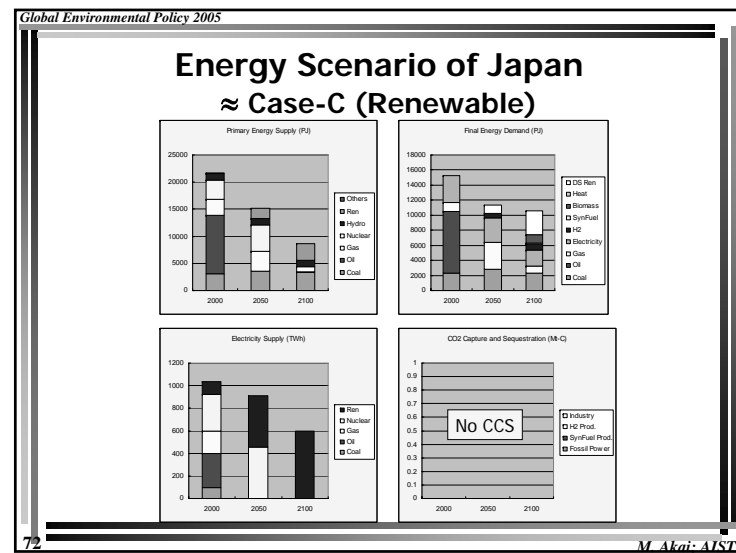 Global Environmental Policy 2005
Energy Scenario of Japan
≈ Case-C (Renewable)
Primary Energy Supply (PJ)
25000
20000
15000
10000
5000
0
2000 2050 2100
Others
Ren
Hydro
Nuclear
Gas
Oil
Coal
Final Energy Demand (PJ)
18000
16000
14000
12000
10000
8000
6000
4000
2000
0
2000 2050 2100
DS Ren
Heat
Biomass
SynFuel
H2
Electricity
Gas
Oil
Coal
Electricity Supply (TWh)
1200
1000
800
600
400
200
0
2000 2050 2100
Ren
Nuclear
Gas
Oil
Coal
CO2 Capture and Sequestration (Mt-C)
1
0.9
0.8
0.7
0.6
0.5
0.4
0.3
0.2
0.1
0
No CCS
2000 2050 2100
Industry
H2 Prod.
SynFuel Prod.
Fossil Power
72
M. Akai; AIST